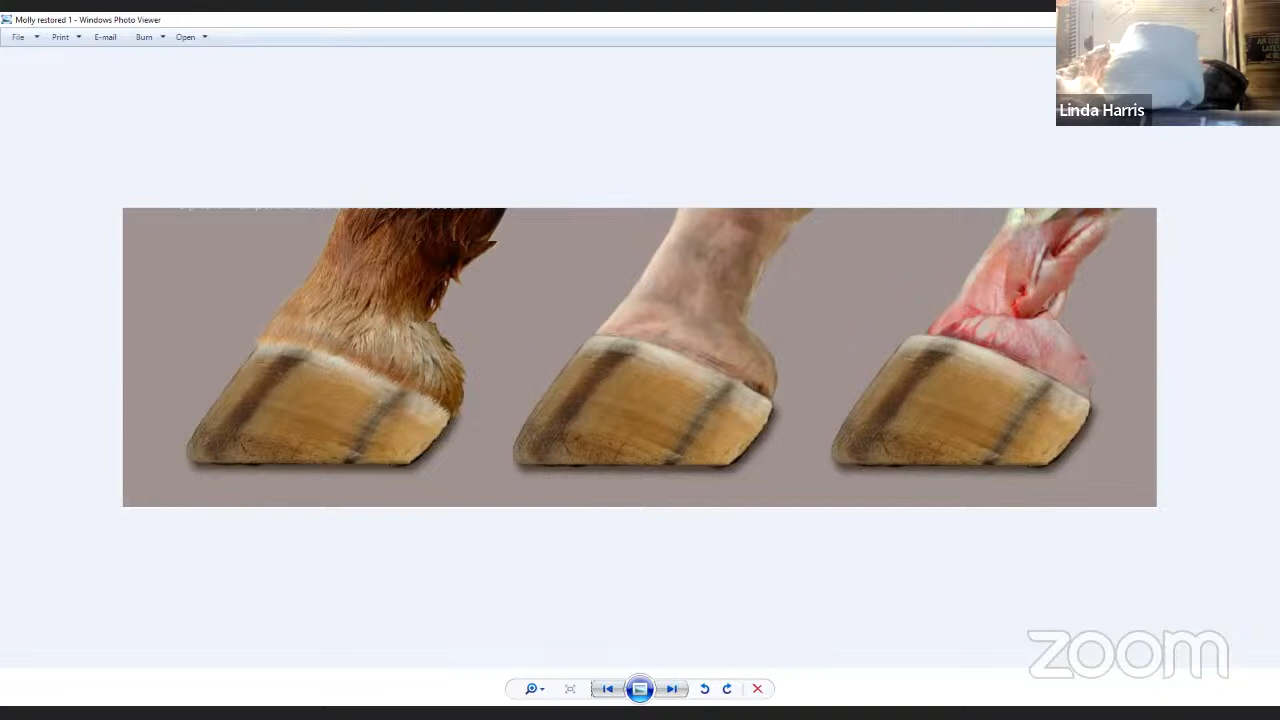 Molly restored 1 - Windows Photo Viewer
File Print E-mail Burn Open
Linda Harris
zoom